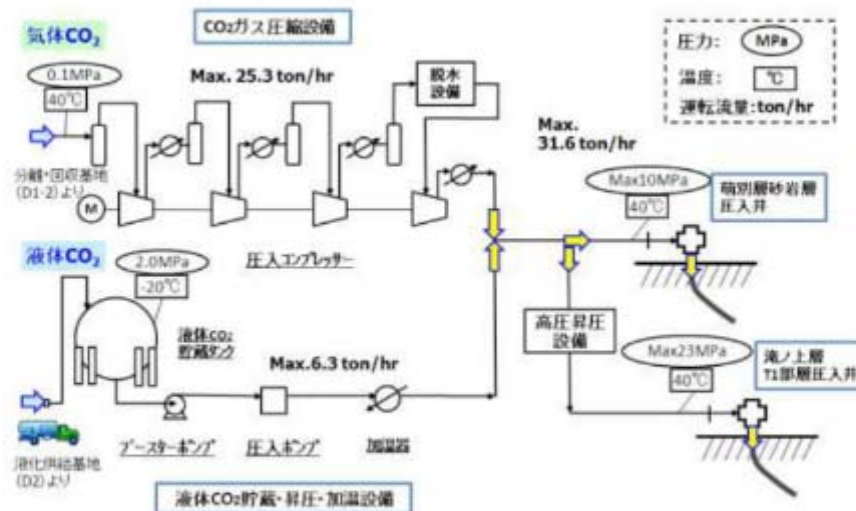 気体CO₂
CO₂ガス圧縮設備
0.1MPa
40℃
Max. 25.3 ton/hr
脱水
設備
圧力:
MPa
温度:
℃
運転流量:ton/hr
分離・回収基地
(D1-2)より
M
圧入コンプレッサー
Max.
31.6 ton/hr
Max10MPa
40℃
萌別層砂岩層
圧入井
液体CO₂
2.0MPa
-20℃
液体CO₂
貯蔵タンク
Max.6.3 ton/hr
高圧昇圧
設備
Max23MPa
40℃
滝ノ上層
T1部層圧入井
液化供給基地
(D2)より
ブースターポンプ
圧入ポンプ
加温器
液体CO₂貯蔵・昇圧・加温設備